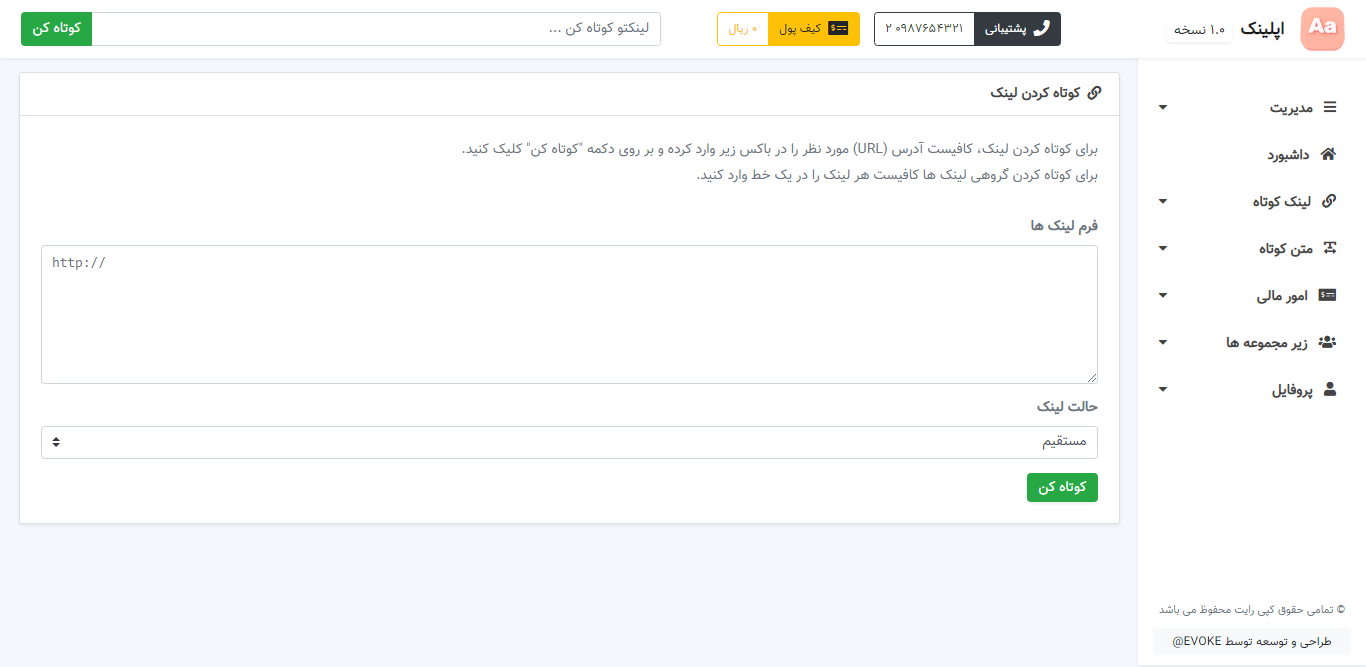 Aa
اپلینک
۱.۰ نسخه
پشتیبانی
۰۹۸۷۶۵۴۳۲۱ ۲
کیف پول
۰ ریال
لینکتو کوتاه کن ...
کوتاه کن
مدیریت
داشبورد
لینک کوتاه
متن کوتاه
امور مالی
زیر مجموعه ها
پروفایل
© تمامی حقوق کپی رایت محفوظ می باشد
طراحی و توسعه توسط EVOKE@
کوتاه کردن لینک
برای کوتاه کردن لینک، کافیست آدرس (URL) مورد نظر را در باکس زیر وارد کرده و بر روی دکمه "کوتاه کن" کلیک کنید.
برای کوتاه کردن گروهی لینک ها کافیست هر لینک را در یک خط وارد کنید.
فرم لینک ها
http://
حالت لینک
مستقیم
کوتاه کن